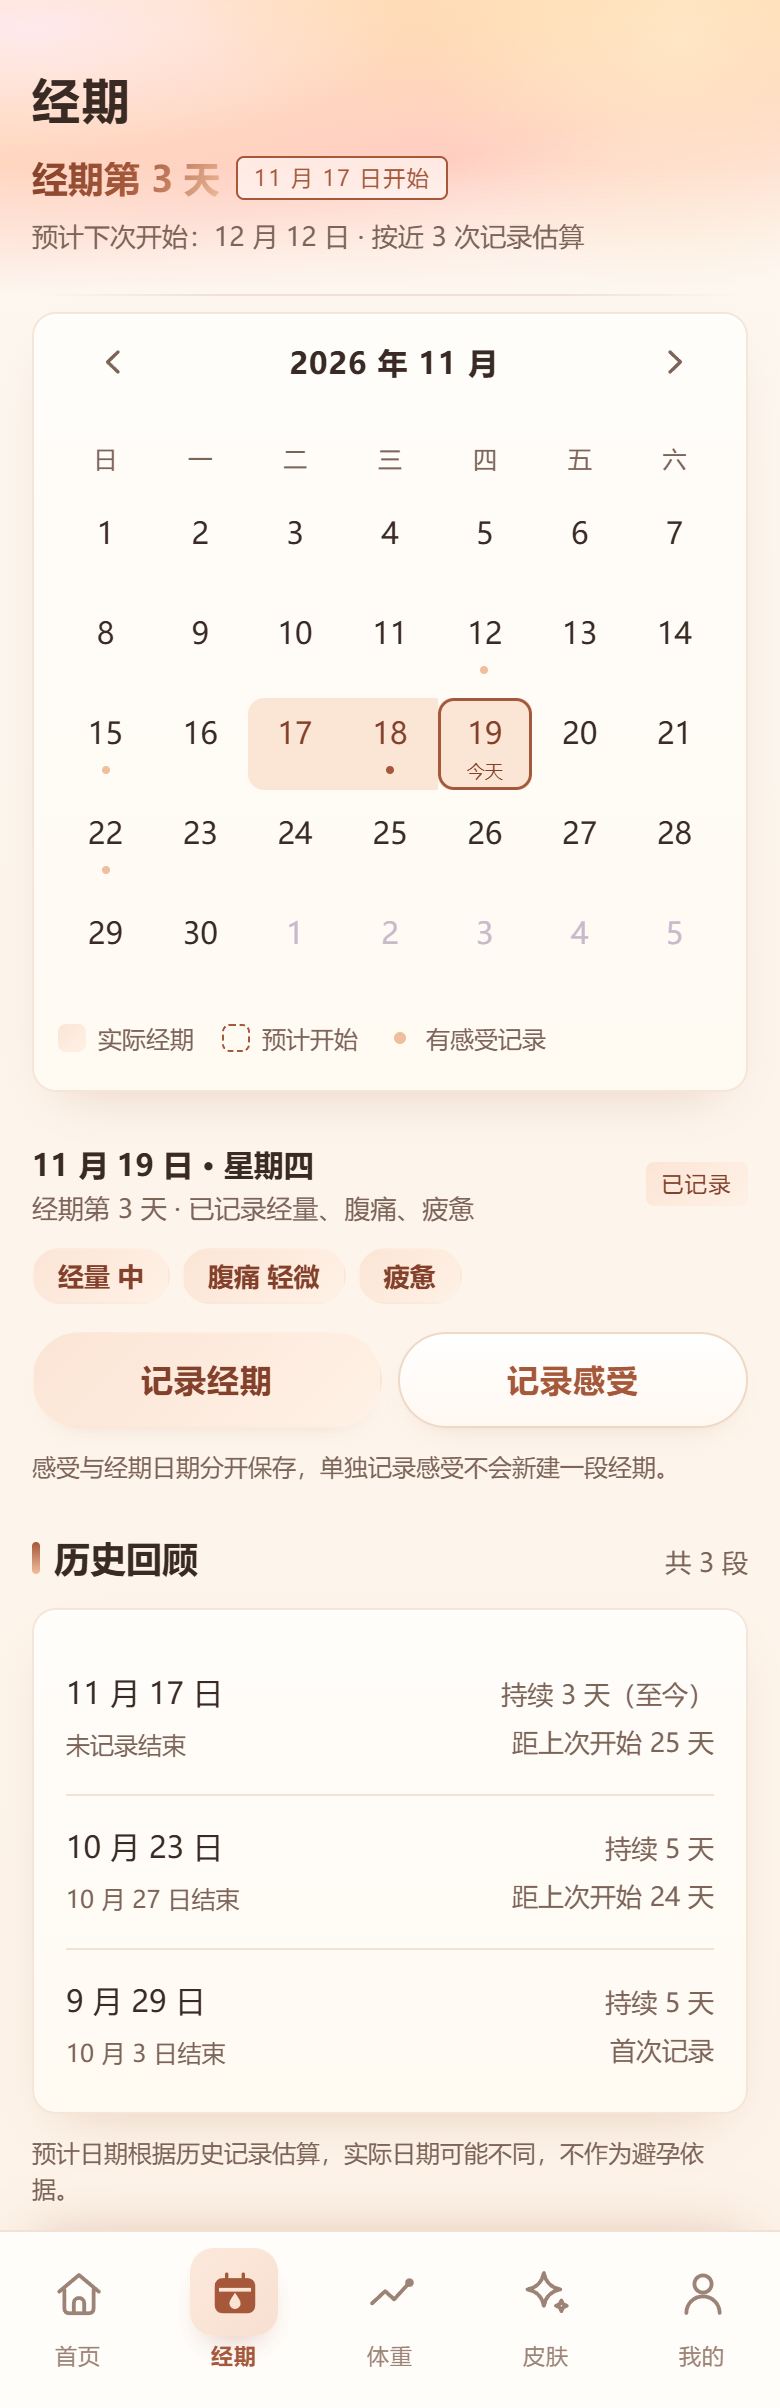 经期
经期第 3 天 11 月 17 日开始
预计下次开始：12 月 12 日 · 按近 3 次记录估算
2026 年 11 月
日 一 二 三 四 五 六
1 2 3 4 5 6 7
8 9 10 11 12 13 14
15 16 17 18 19 20 21
今天
22 23 24 25 26 27 28
29 30 1 2 3 4 5
实际经期 预计开始 有感受记录
11 月 19 日 • 星期四
已记录
经期第 3 天 · 已记录经量、腹痛、疲惫
经量 中 腹痛 轻微 疲惫
记录经期 记录感受
感受与经期日期分开保存，单独记录感受不会新建一段经期。
历史回顾 共 3 段
11 月 17 日 持续 3 天（至今）
未记录结束 距上次开始 25 天
10 月 23 日 持续 5 天
10 月 27 日结束 距上次开始 24 天
9 月 29 日 持续 5 天
10 月 3 日结束 首次记录
预计日期根据历史记录估算，实际日期可能不同，不作为避孕依
据。
首页 经期 体重 皮肤 我的